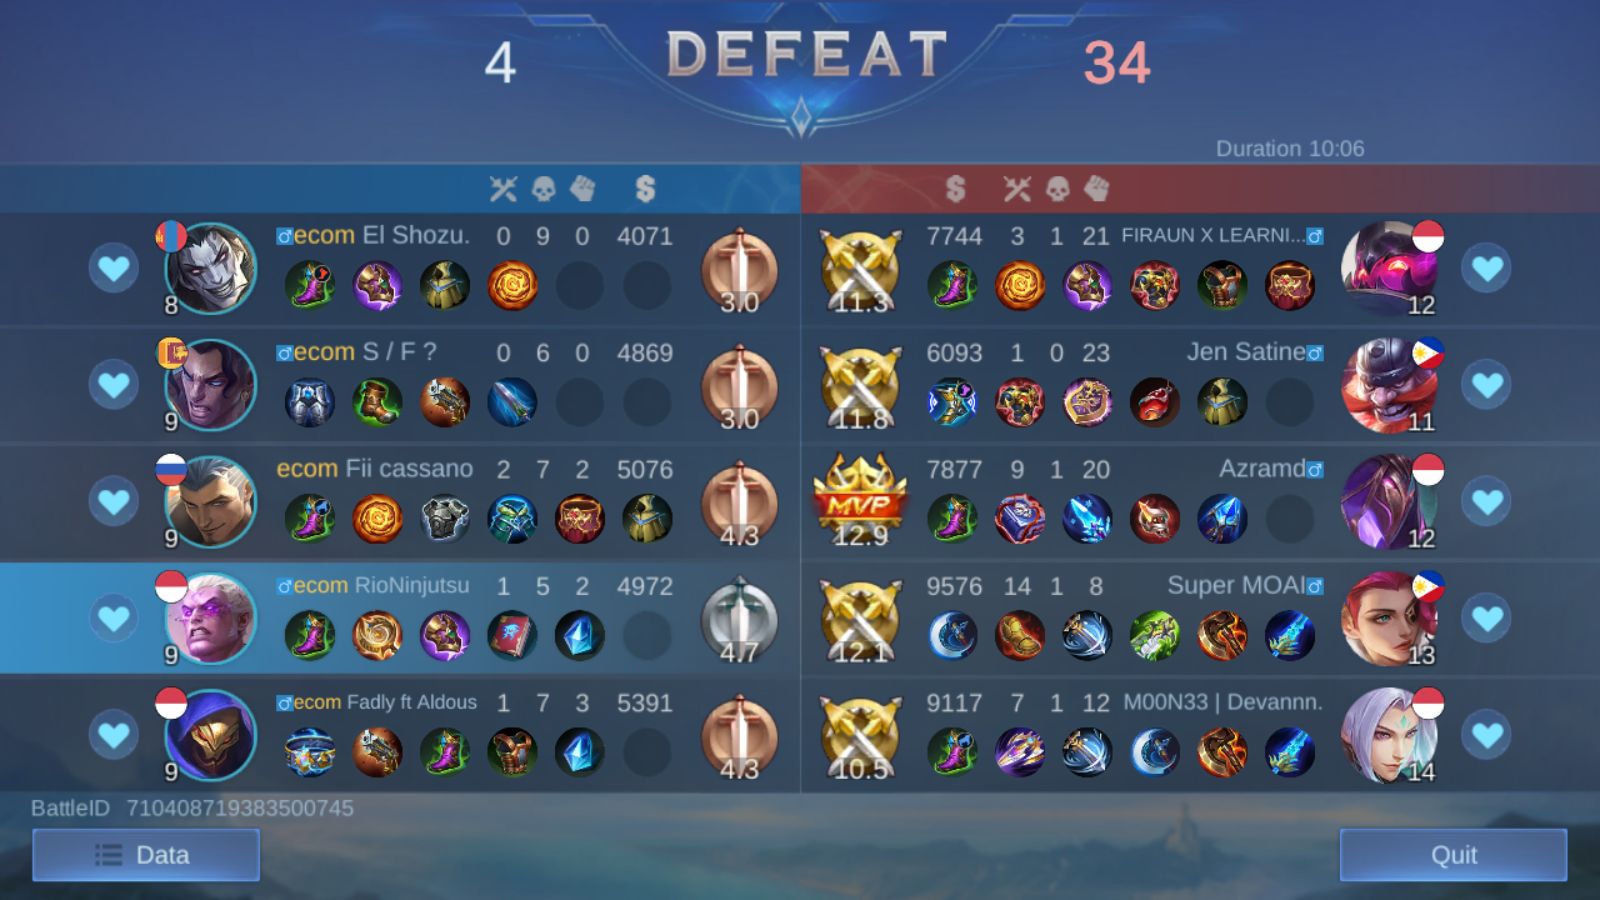 4 DEFEAT 34
Duration 10:06
♂ecom El Shozu. 0 9 0 4071
8 3.0
11.3 7744 3 1 21 FIRAUN X LEARNI...♂
12
♂ecom S / F ? 0 6 0 4869
9 3.0
11.8 6093 1 0 23 Jen Satine♂
11
ecom Fii cassano 2 7 2 5076
9 4.3
MVP 12.9 7877 9 1 20 Azramd♂
12
♂ecom RioNinjutsu 1 5 2 4972
9 4.7
12.1 9576 14 1 8 Super MOAI♂
13
♂ecom Fadly ft Aldous 1 7 3 5391
9 4.3
10.5 9117 7 1 12 M00N33 | Devannn.
14
BattleID 710408719383500745
Data
Quit